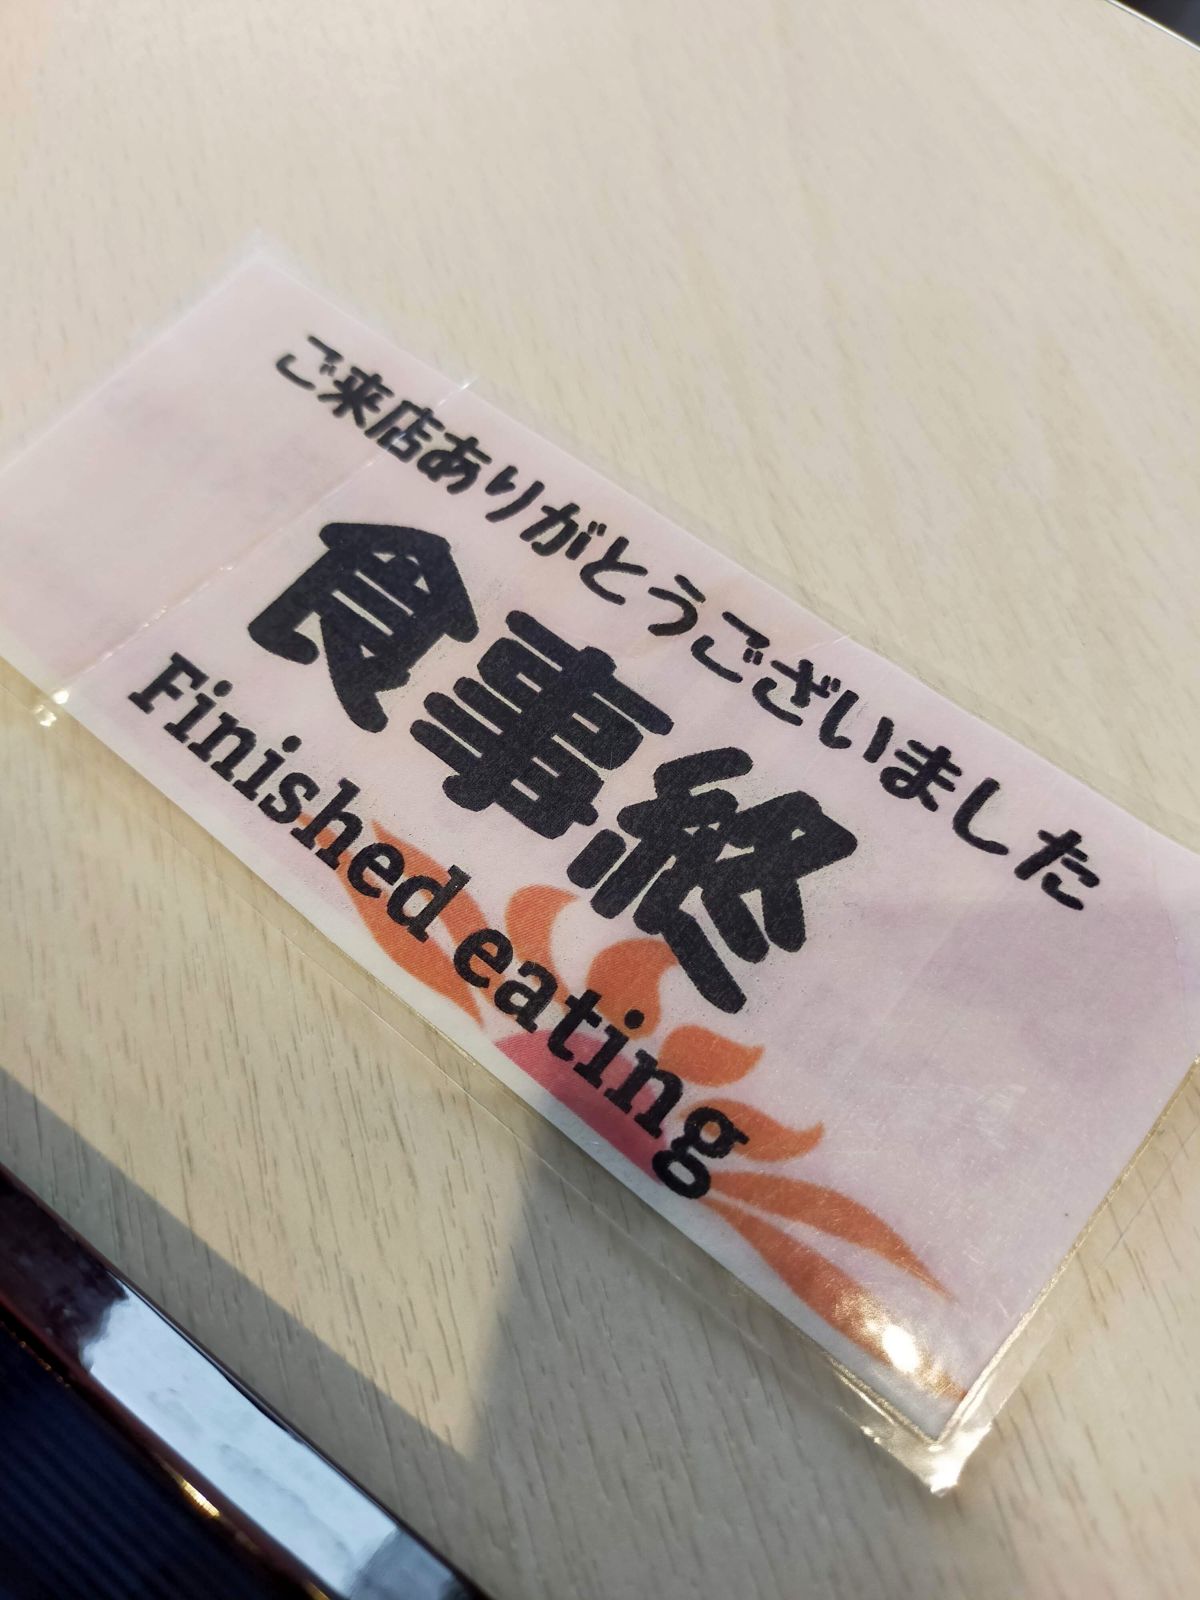 ご来店ありがとうございました
食事終
Finished eating